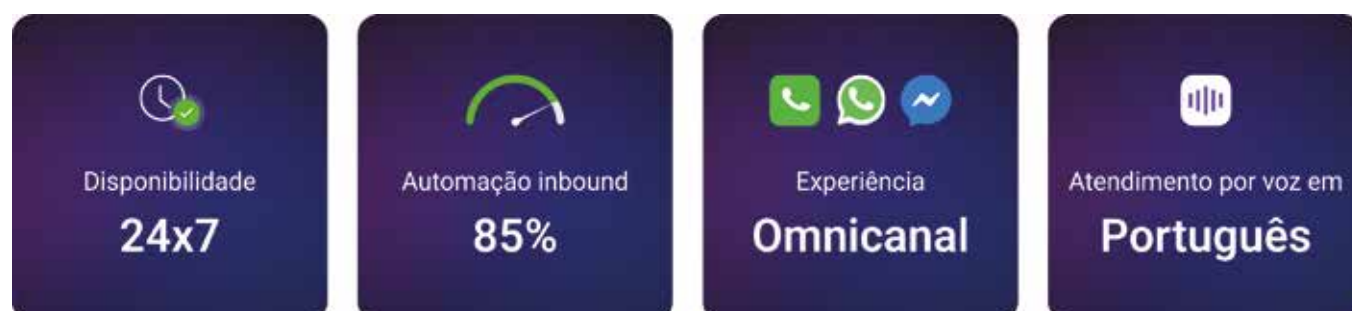 Disponibilidade
24x7
Automação inbound
85%
Experiência
Omnicanal
Atendimento por voz em
Português